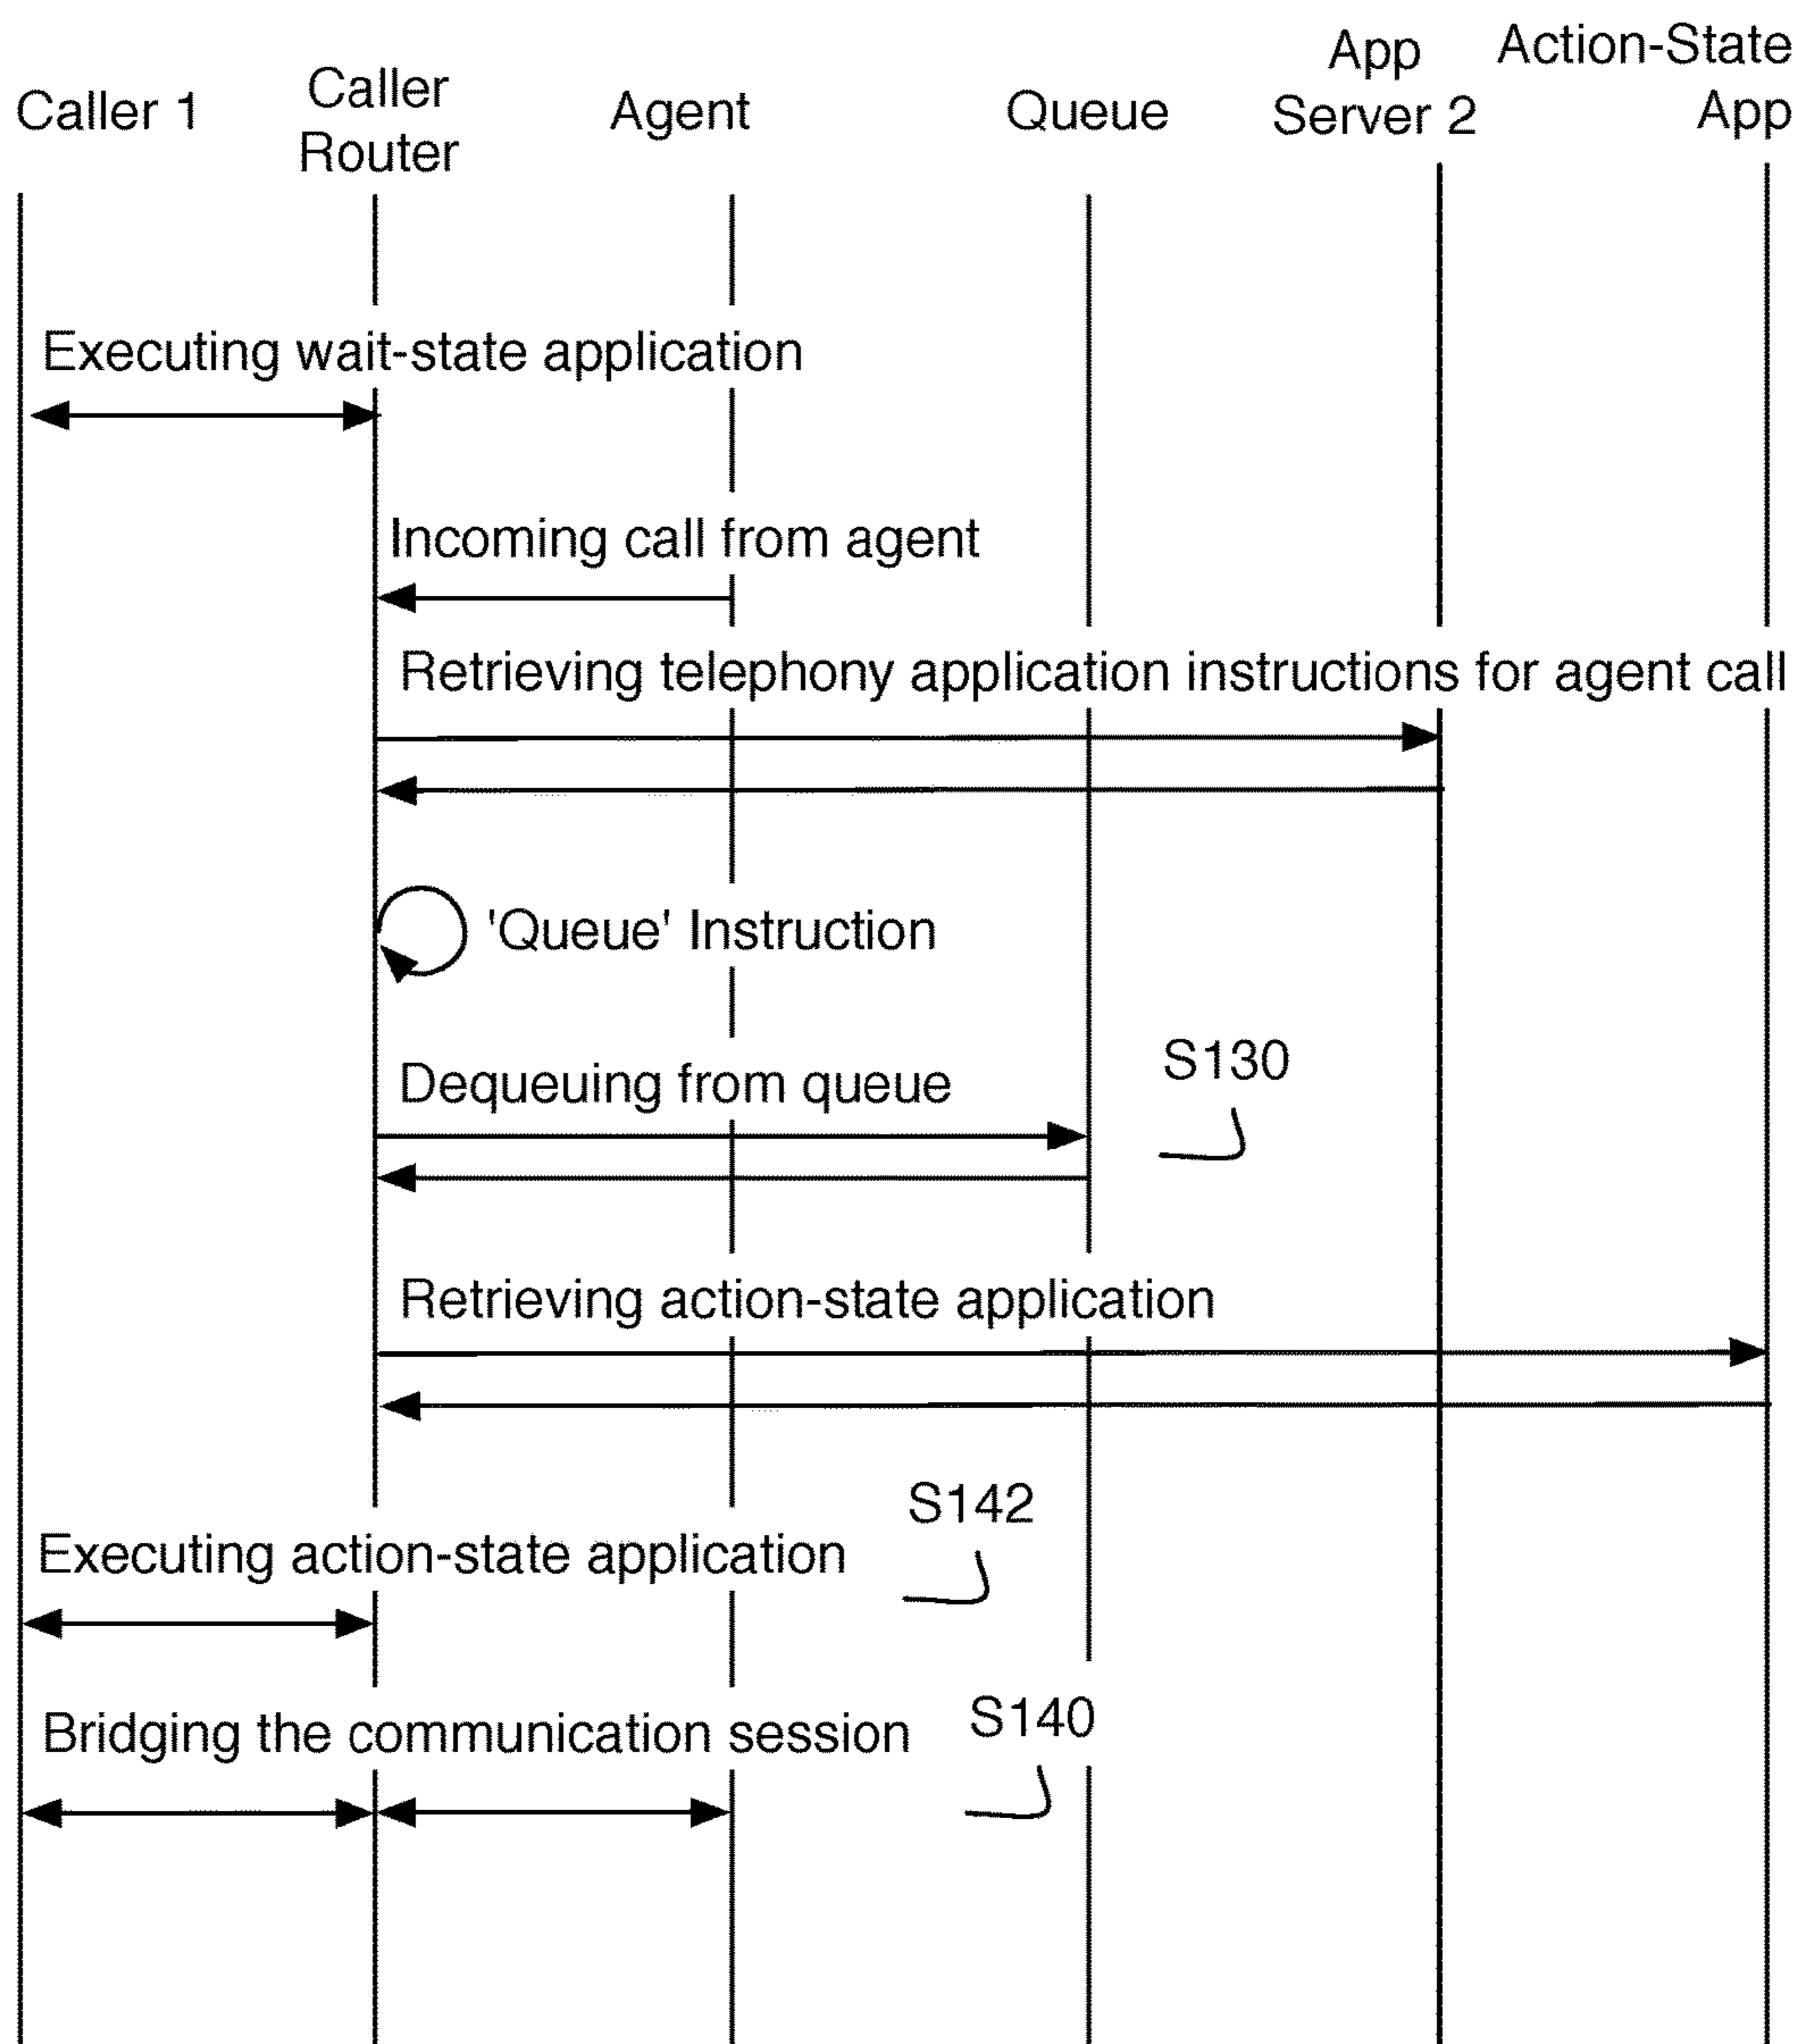 Caller 1
Caller
Router
Agent
Queue
App
Server 2
Action-State
App
Executing wait-state application
Incoming call from agent
Retrieving telephony application instructions for agent call
'Queue' Instruction
Dequeuing from queue
S130
Retrieving action-state application
S142
Executing action-state application
Bridging the communication session
S140